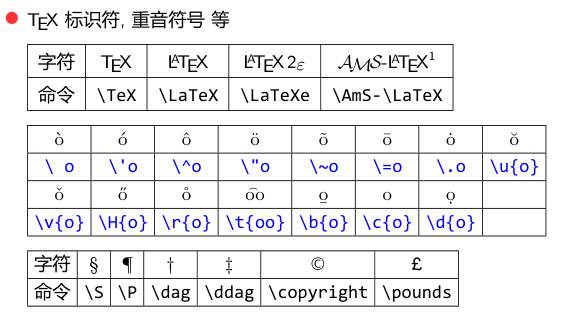 TEX 标识符, 重音符号 等
字符 TEX LATEX LATEX 2ε AMS-LATEX¹
命令 \TeX \LaTeX \LaTeXe \AmS-\LaTeX
ò ó ô ö õ ō ȯ ŏ
\ o \'o \^o \"o \~o \=o \.o \u{o}
ǒ ő o̊ o͡o o̲ o ọ
\v{o} \H{o} \r{o} \t{oo} \b{o} \c{o} \d{o}
字符 § ¶ † ‡ © £
命令 \S \P \dag \ddag \copyright \pounds